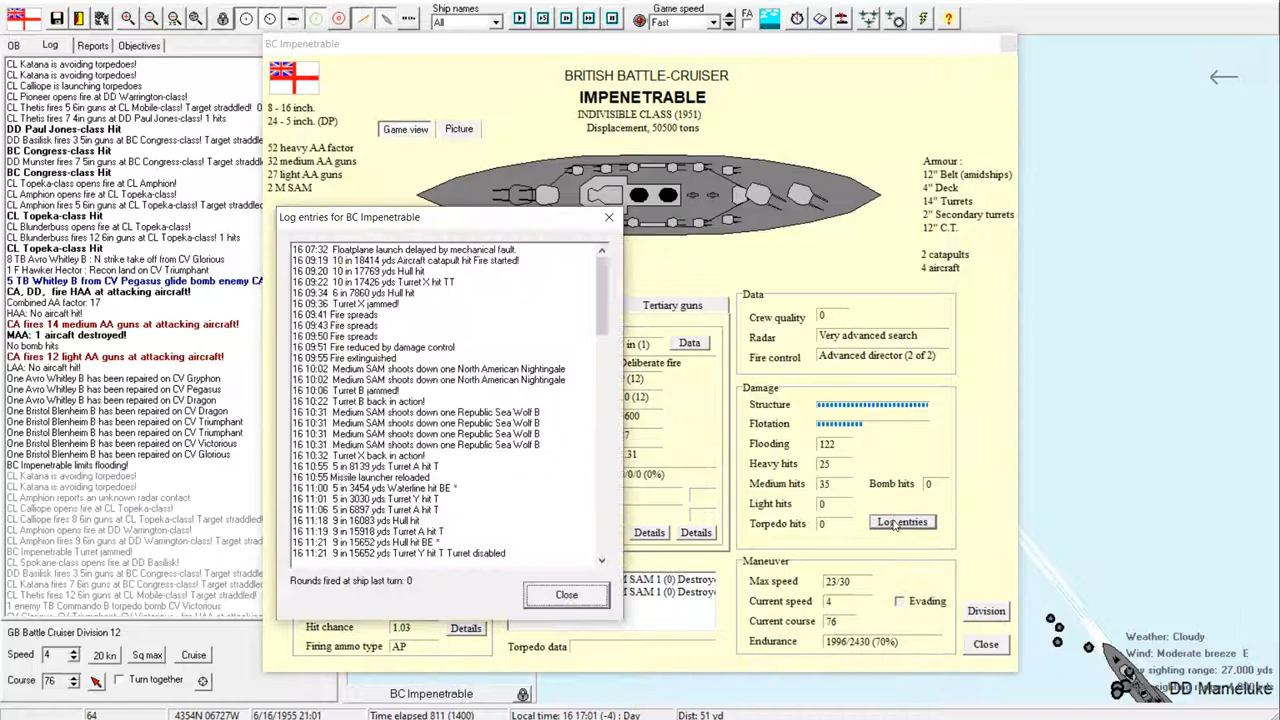 Ship names
All
Game speed
Fast
FA
OB
Log
Reports
Objectives
CL Katana is avoiding torpedoes!
CL Katana is avoiding torpedoes!
CL Calliope is launching torpedoes
CL Pioneer opens fire at DD Warrington-class!
CL Thetis fires 5 6in guns at CL Mobile-class! Target straddled! 0
CL Thetis fires 7 4in guns at DD Paul Jones-class! 1 hits
DD Paul Jones-class Hit
DD Basilisk fires 3 5in guns at BC Congress-class! Target straddle
BC Congress-class Hit
DD Munster fires 7 5in guns at BC Congress-class! Target straddle
BC Congress-class Hit
CL Topeka-class opens fire at CL Amphion!
CL Amphion opens fire at CL Topeka-class!
CL Topeka-class Hit
CL Blunderbuss opens fire at CL Topeka-class!
CL Blunderbuss fires 12 6in guns at CL Topeka-class! 1 hits
CL Topeka-class Hit
8 TB Avro Whitley B : N strike take off from CV Glory
1 F Hawker Hector : Recon land on CV Triumphant
5 TB Whitley B from CV Pegasus glide bomb enemy CA
CA, DD, fire HAA at attacking aircraft!
Combined AA factor: 17
HAA: No aircraft hit!
CA fires 14 medium AA guns at attacking aircraft!
MAA: 1 aircraft destroyed!
No bomb hits
CA fires 12 light AA guns at attacking aircraft!
LAA: No aircraft hit!
One Avro Whitley B has been repaired on CV Gryphon
One Avro Whitley B has been repaired on CV Pegasus
One Avro Whitley B has been repaired on CV Dragon
One Bristol Blenheim B has been repaired on CV Triumphant
One Bristol Blenheim B has been repaired on CV Triumphant
One Bristol Blenheim B has been repaired on CV Victorious
One Bristol Blenheim B has been repaired on CV Glory
BC Impenetrable limits flooding!
CL Katana is avoiding torpedoes!
CL Katana is avoiding torpedoes!
CL Amphion reports an unknown radar contact
CL Calliope opens fire at CL Topeka-class!
CL Calliope fires 8 6in guns at CL Topeka-class! Target straddled!
CL Amphion opens fire at DD Warrington-class!
CL Amphion fires 9 6in guns at DD Warrington-class! Target stradd
BC Impenetrable Turret jammed!
CL Spokane-class opens fire at DD Basilisk!
CL Topeka-class fires 7 6in guns at CL Amphion! Target straddled!
CL Topeka-class fires 12 6in guns at CL Amphion! Target straddled!
1 enemy TB Commando B torpedo bomb CV Victorious
GB Battle Cruiser Division 12
Speed
4
20 kn
Sq max
Cruise
Course
76
Turn together
BC Impenetrable
BRITISH BATTLE-CRUISER
IMPENETRABLE
INDIVISIBLE CLASS (1951)
Displacement, 50500 tons
8 - 16 inch.
24 - 5 inch. (DP)
52 heavy AA factor
32 medium AA guns
27 light AA guns
2 M SAM
Game view
Picture
Armour :
12" Belt (amidships)
4" Deck
14" Turrets
2" Secondary turrets
12" C.T.
2 catapults
4 aircraft
Log entries for BC Impenetrable
16 07:32 Floatplane launch delayed by mechanical fault.
16 09:19 10 in 18414 yds Aircraft catapult hit Fire started!
16 09:20 10 in 17769 yds Hull hit
16 09:22 10 in 17426 yds Turret X hit TT
16 09:34 6 in 7860 yds Hull hit
16 09:36 Turret X jammed!
16 09:41 Fire spreads
16 09:43 Fire spreads
16 09:50 Fire spreads
16 09:51 Fire reduced by damage control
16 09:55 Fire extinguished
16 10:02 Medium SAM shoots down one North American Nightingale
16 10:02 Medium SAM shoots down one North American Nightingale
16 10:06 Turret B jammed!
16 10:22 Turret B back in action!
16 10:31 Medium SAM shoots down one Republic Sea Wolf B
16 10:31 Medium SAM shoots down one Republic Sea Wolf B
16 10:31 Medium SAM shoots down one Republic Sea Wolf B
16 10:31 Medium SAM shoots down one Republic Sea Wolf B
16 10:32 Turret X back in action!
16 10:55 5 in 8139 yds Turret A hit T
16 10:55 Missile launcher reloaded
16 11:00 5 in 3454 yds Waterline hit BE *
16 11:01 5 in 3030 yds Turret Y hit T
16 11:06 5 in 6897 yds Turret A hit T
16 11:18 9 in 16083 yds Hull hit
16 11:19 9 in 15918 yds Turret A hit T
16 11:21 9 in 15652 yds Hull hit BE *
16 11:21 9 in 15652 yds Turret Y hit T Turret disabled
Rounds fired at ship last turn: 0
Close
Tertiary guns
in (1)
Data
Deliberate fire
(12)
0 (12)
600
7
.31
0/0/0 (0%)
Details
Details
M SAM 1 (0) Destroy
M SAM 1 (0) Destroye
Hit chance
1.03
Details
Firing ammo type
AP
Torpedo data
Data
Crew quality
0
Radar
Very advanced search
Fire control
Advanced director (2 of 2)
Damage
Structure
Flotation
Flooding
122
Heavy hits
25
Medium hits
35
Bomb hits
0
Light hits
0
Torpedo hits
0
Log entries
Maneuver
Max speed
23/30
Current speed
4
Evading
Current course
76
Endurance
1996/2430 (70%)
Division
Close
BC Impenetrable
Weather: Cloudy
Wind: Moderate breeze E
sighting range: 27,000 yds
DD Mameluke
64
4354N 06727W
6/16/1955 21:01
Time elapsed 811 (1400)
Local time: 16 17:01 (-4) : Day
Dist: 51 yd